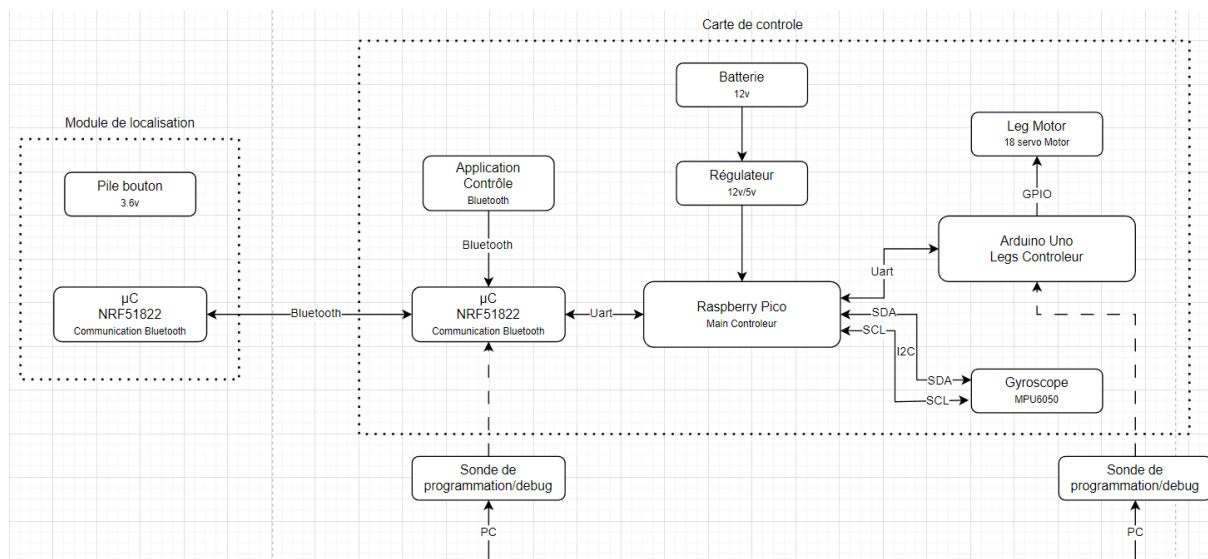 Carte de controle
Batterie
12v
Module de localisation
Leg Motor
18 servo Motor
Pile bouton
3.6v
Application
Contrôle
Bluetooth
Régulateur
12v/5v
GPIO
Bluetooth
Arduino Uno
Legs Controleur
Uart
µC
NRF51822
Communication Bluetooth
Bluetooth
µC
NRF51822
Communication Bluetooth
Uart
Raspberry Pico
Main Controleur
SDA
SCL
I2C
SDA
SCL
Gyroscope
MPU6050
Sonde de
programmation/debug
PC
Sonde de
programmation/debug
PC